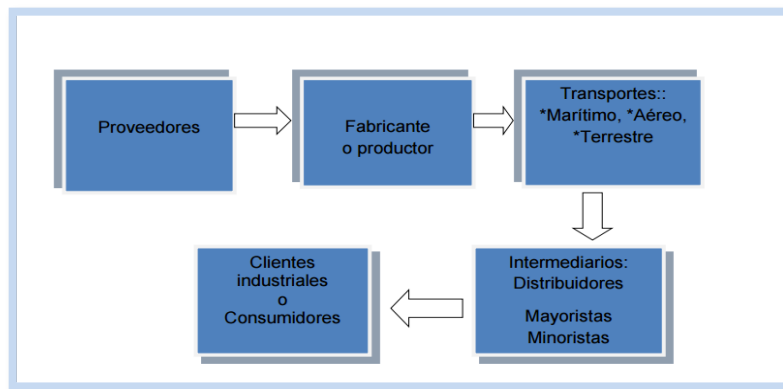 Proveedores
Fabricante
o productor
Transportes::
*Marítimo, *Aéreo,
*Terrestre
Intermediarios:
Distribuidores
Mayoristas
Minoristas
Clientes
industriales
o
Consumidores